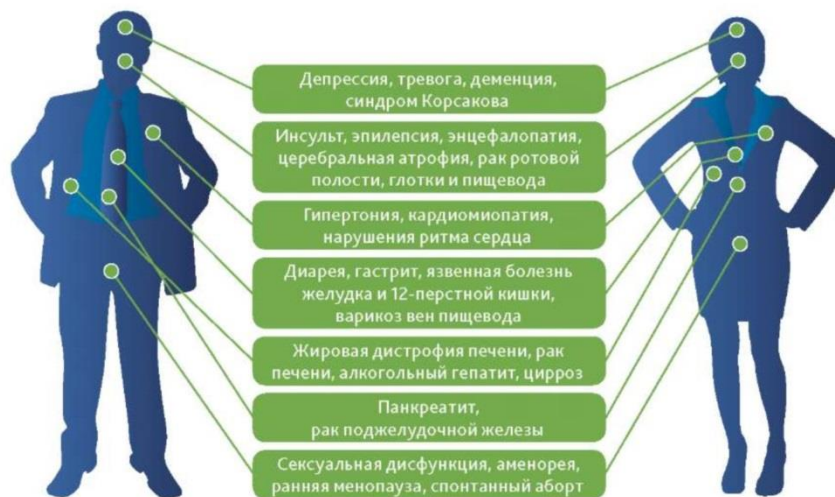 Депрессия, тревога, деменция,
синдром Корсакова
Инсульт, эпилепсия, энцефалопатия,
церебральная атрофия, рак ротовой
полости, глотки и пищевода
Гипертония, кардиомиопатия,
нарушения ритма сердца
Диарея, гастрит, язвенная болезнь
желудка и 12-перстной кишки,
варикоз вен пищевода
Жировая дистрофия печени, рак
печени, алкогольный гепатит, цирроз
Панкреатит,
рак поджелудочной железы
Сексуальная дисфункция, аменорея,
ранняя менопауза, спонтанный аборт